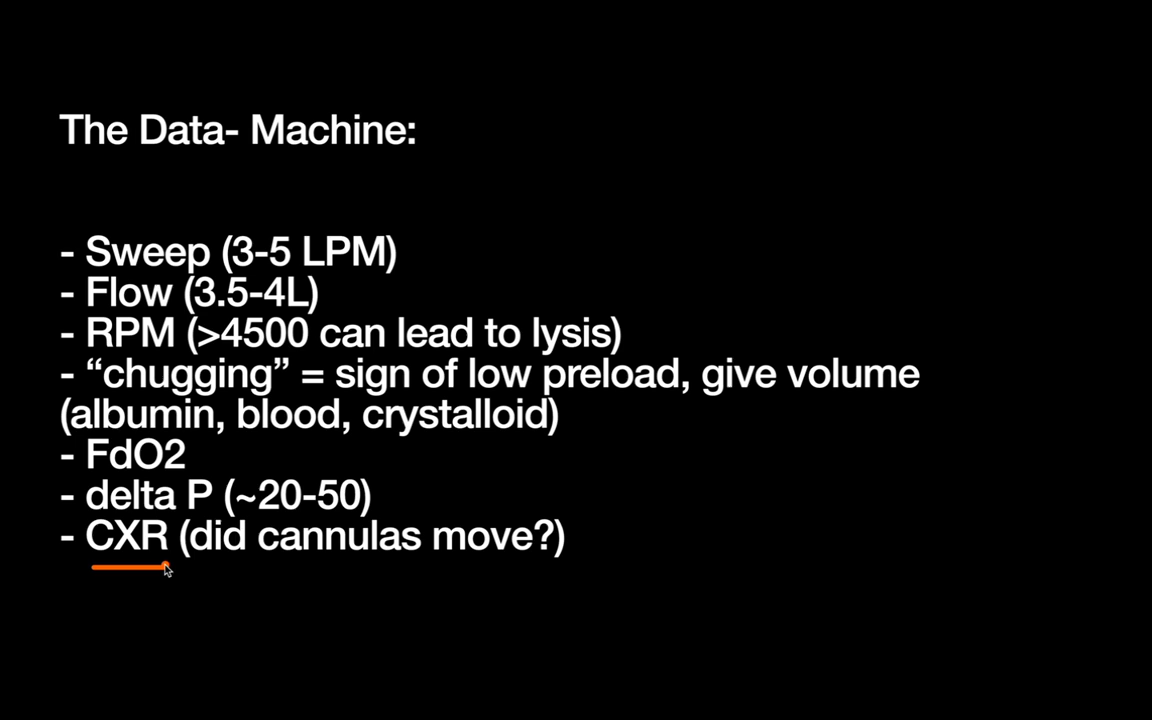 The Data- Machine:
- Sweep (3-5 LPM)
- Flow (3.5-4L)
- RPM (>4500 can lead to lysis)
- “chugging” = sign of low preload, give volume
(albumin, blood, crystalloid)
- FdO2
- delta P (~20-50)
- CXR (did cannulas move?)